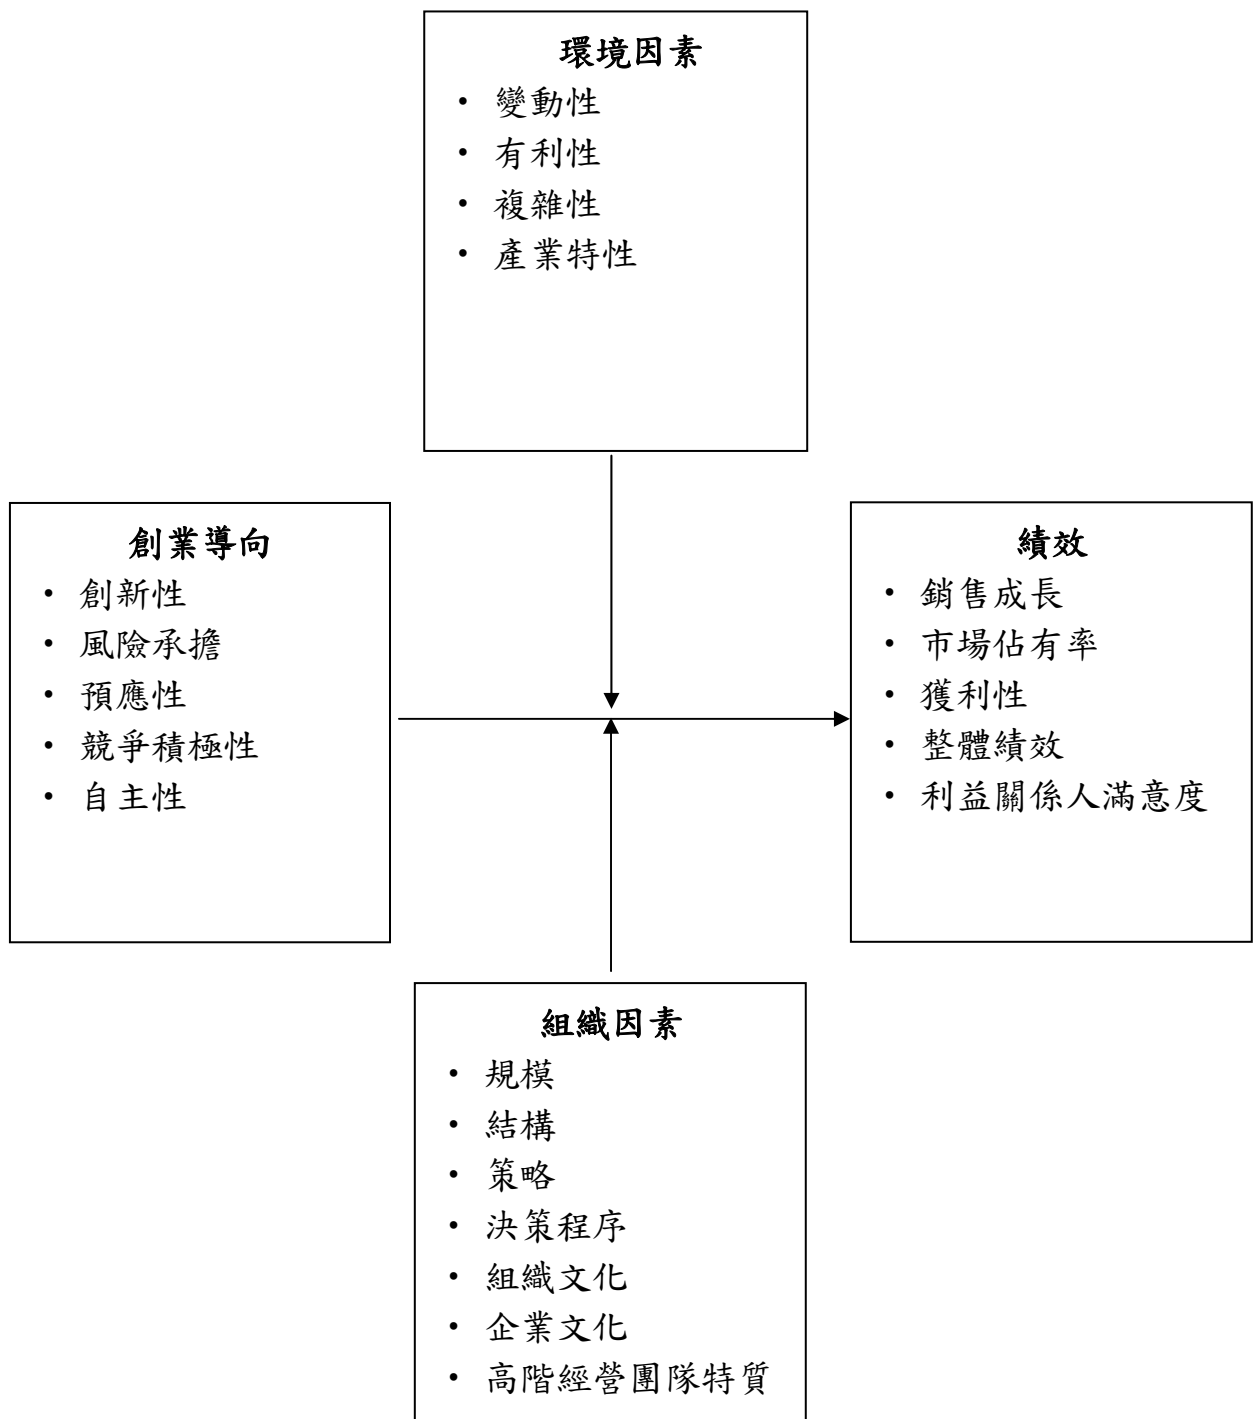 環境因素
· 變動性
· 有利性
· 複雜性
· 產業特性
創業導向
· 創新性
· 風險承擔
· 預應性
· 競爭積極性
· 自主性
績效
· 銷售成長
· 市場佔有率
· 獲利性
· 整體績效
· 利益關係人滿意度
組織因素
· 規模
· 結構
· 策略
· 決策程序
· 組織文化
· 企業文化
· 高階經營團隊特質